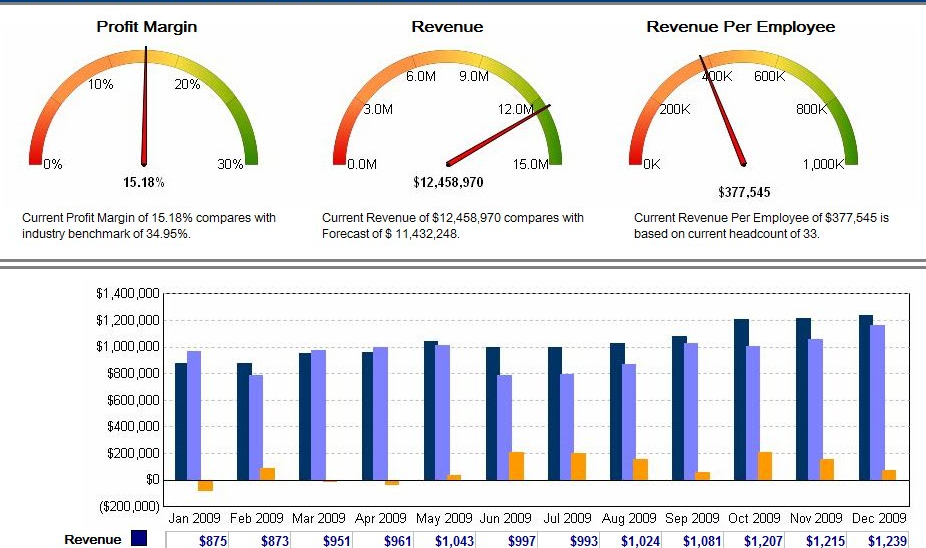 Profit Margin
Revenue
Revenue Per Employee
10%
20%
0%
30%
15.18%
6.0M
9.0M
3.0M
12.0M
0.0M
15.0M
$12,458,970
400K
600K
200K
800K
0K
1,000K
$377,545
Current Profit Margin of 15.18% compares with
industry benchmark of 34.95%.
Current Revenue of $12,458,970 compares with
Forecast of $ 11,432,248.
Current Revenue Per Employee of $377,545 is
based on current headcount of 33.
$1,400,000
$1,200,000
$1,000,000
$800,000
$600,000
$400,000
$200,000
$0
($200,000)
Jan 2009 Feb 2009 Mar 2009 Apr 2009 May 2009 Jun 2009 Jul 2009 Aug 2009 Sep 2009 Oct 2009 Nov 2009 Dec 2009
Revenue $875 $873 $951 $961 $1,043 $997 $993 $1,024 $1,081 $1,207 $1,215 $1,239